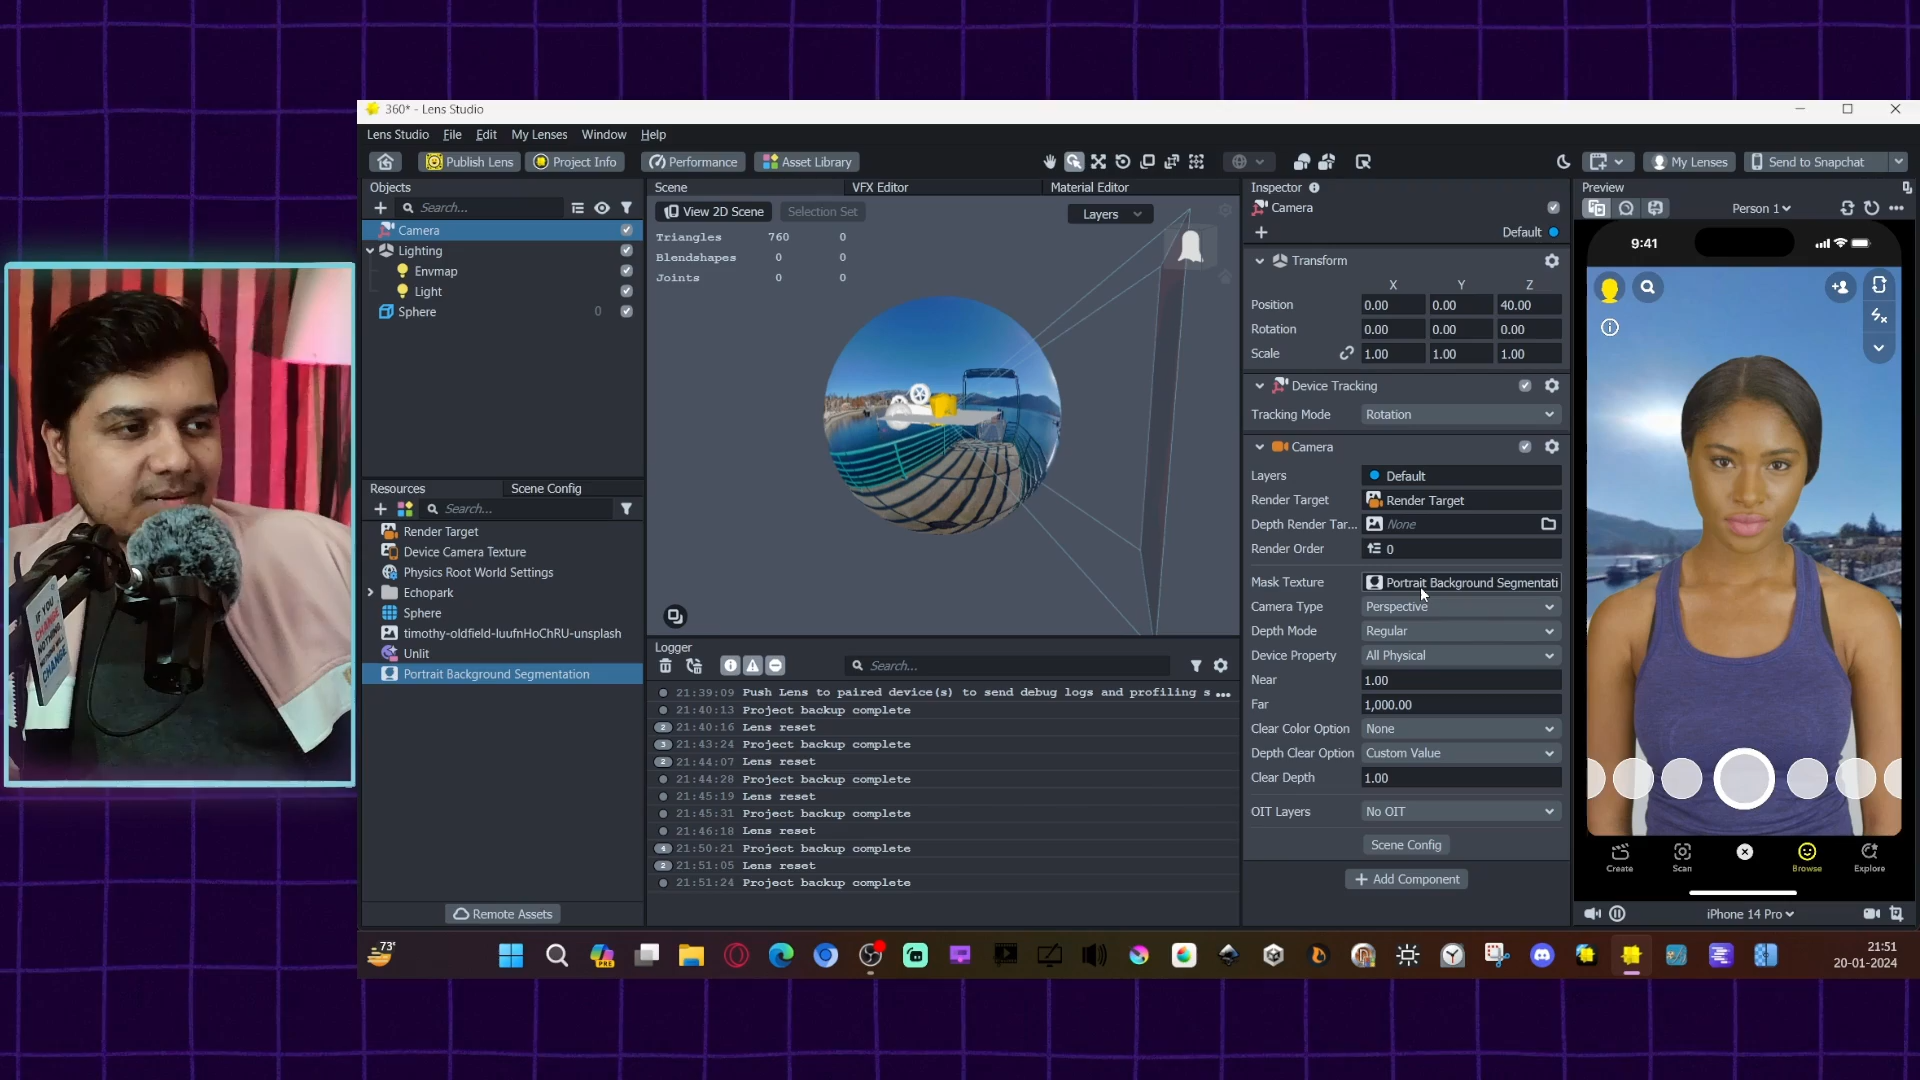 360* - Lens Studio
Lens Studio File Edit My Lenses Window Help
Publish Lens Project Info Performance Asset Library My Lenses Send to Snapchat
Objects
Search...
Camera
Lighting
Envmap
Light
Sphere 0
Resources Scene Config
Search...
Render Target
Device Camera Texture
Physics Root World Settings
Echopark
Sphere
timothy-oldfield-luufnHoChRU-unsplash
Unlit
Portrait Background Segmentation
Remote Assets
Scene VFX Editor Material Editor
View 2D Scene Selection Set Layers
Triangles 760 0
Blendshapes 0 0
Joints 0 0
Logger
Search...
21:39:09 Push Lens to paired device(s) to send debug logs and profiling s ...
21:40:13 Project backup complete
2 21:40:16 Lens reset
3 21:43:24 Project backup complete
2 21:44:07 Lens reset
21:44:28 Project backup complete
21:45:19 Lens reset
21:45:31 Project backup complete
21:46:18 Lens reset
4 21:50:21 Project backup complete
2 21:51:05 Lens reset
21:51:24 Project backup complete
Inspector
Camera
Default
Transform
X Y Z
Position 0.00 0.00 40.00
Rotation 0.00 0.00 0.00
Scale 1.00 1.00 1.00
Device Tracking
Tracking Mode Rotation
Camera
Layers Default
Render Target Render Target
Depth Render Tar... None
Render Order 0
Mask Texture Portrait Background Segmentati
Camera Type Perspective
Depth Mode Regular
Device Property All Physical
Near 1.00
Far 1,000.00
Clear Color Option None
Depth Clear Option Custom Value
Clear Depth 1.00
OIT Layers No OIT
Scene Config
Add Component
Preview
Person 1
9:41
Create Scan Browse Explore
iPhone 14 Pro
IF YOU
CHANGE
NOTHING,
NOTHING
CHANGE
73°
PRE
21:51
20-01-2024